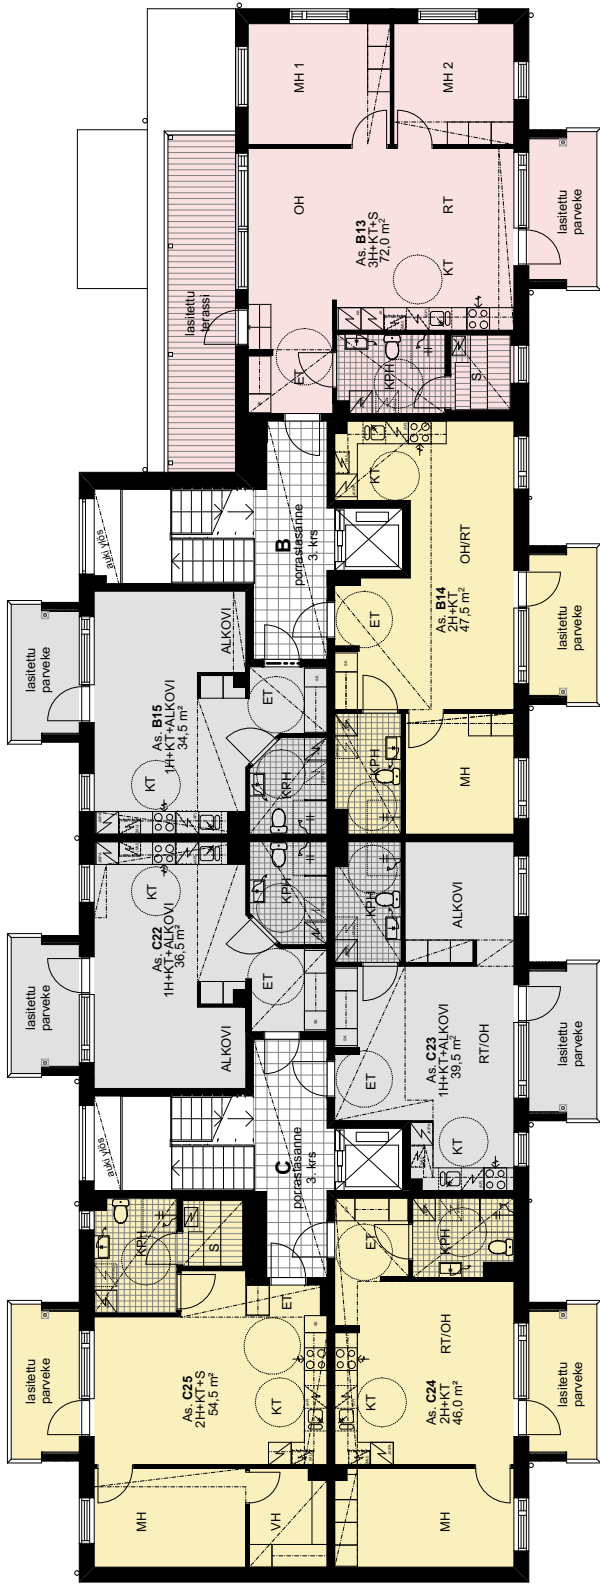 MH 1
MH 2
OH
As. B13
3H+KT+S
72,0 m²
RT
KT
lasitettu
parveke
lasitettu
terassi
ET
KPH
S
KT
auki ylös
B
porrastasanne
3. krs
OH/RT
As. B14
2H+KT
47,5 m²
ET
lasitettu
parveke
lasitettu
parveke
ALKOVI
As. B15
1H+KT+ALKOVI
34,5 m²
ET
KT
KPH
KPH
MH
KT
As. C22
1H+KT+ALKOVI
36,5 m²
KPH
KPH
ALKOVI
lasitettu
parveke
ET
ALKOVI
As. C23
1H+KT+ALKOVI
39,5 m²
RT/OH
ET
KT
lasitettu
parveke
auki ylös
C
porrastasanne
3. krs
KPH
S
ET
KPH
ET
lasitettu
parveke
As. C25
2H+KT+S
54,5 m²
KT
KT
RT/OH
As. C24
2H+KT
46,0 m²
lasitettu
parveke
MH
VH
MH